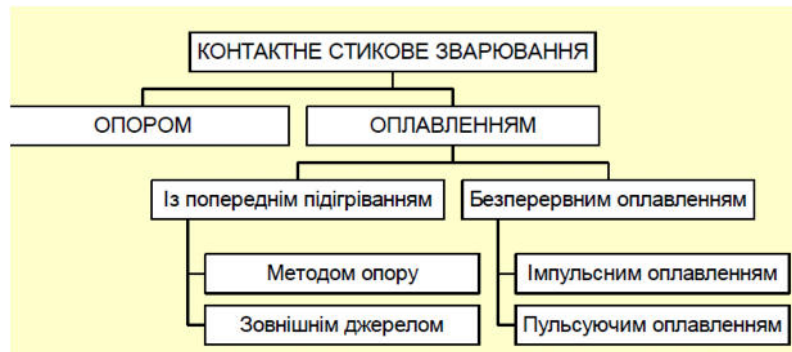 КОНТАКТНЕ СТИКОВЕ ЗВАРЮВАННЯ
ОПОРОМ
ОПЛАВЛЕННЯМ
Із попереднім підігріванням
Безперервним оплавленням
Методом опору
Імпульсним оплавленням
Зовнішнім джерелом
Пульсуючим оплавленням